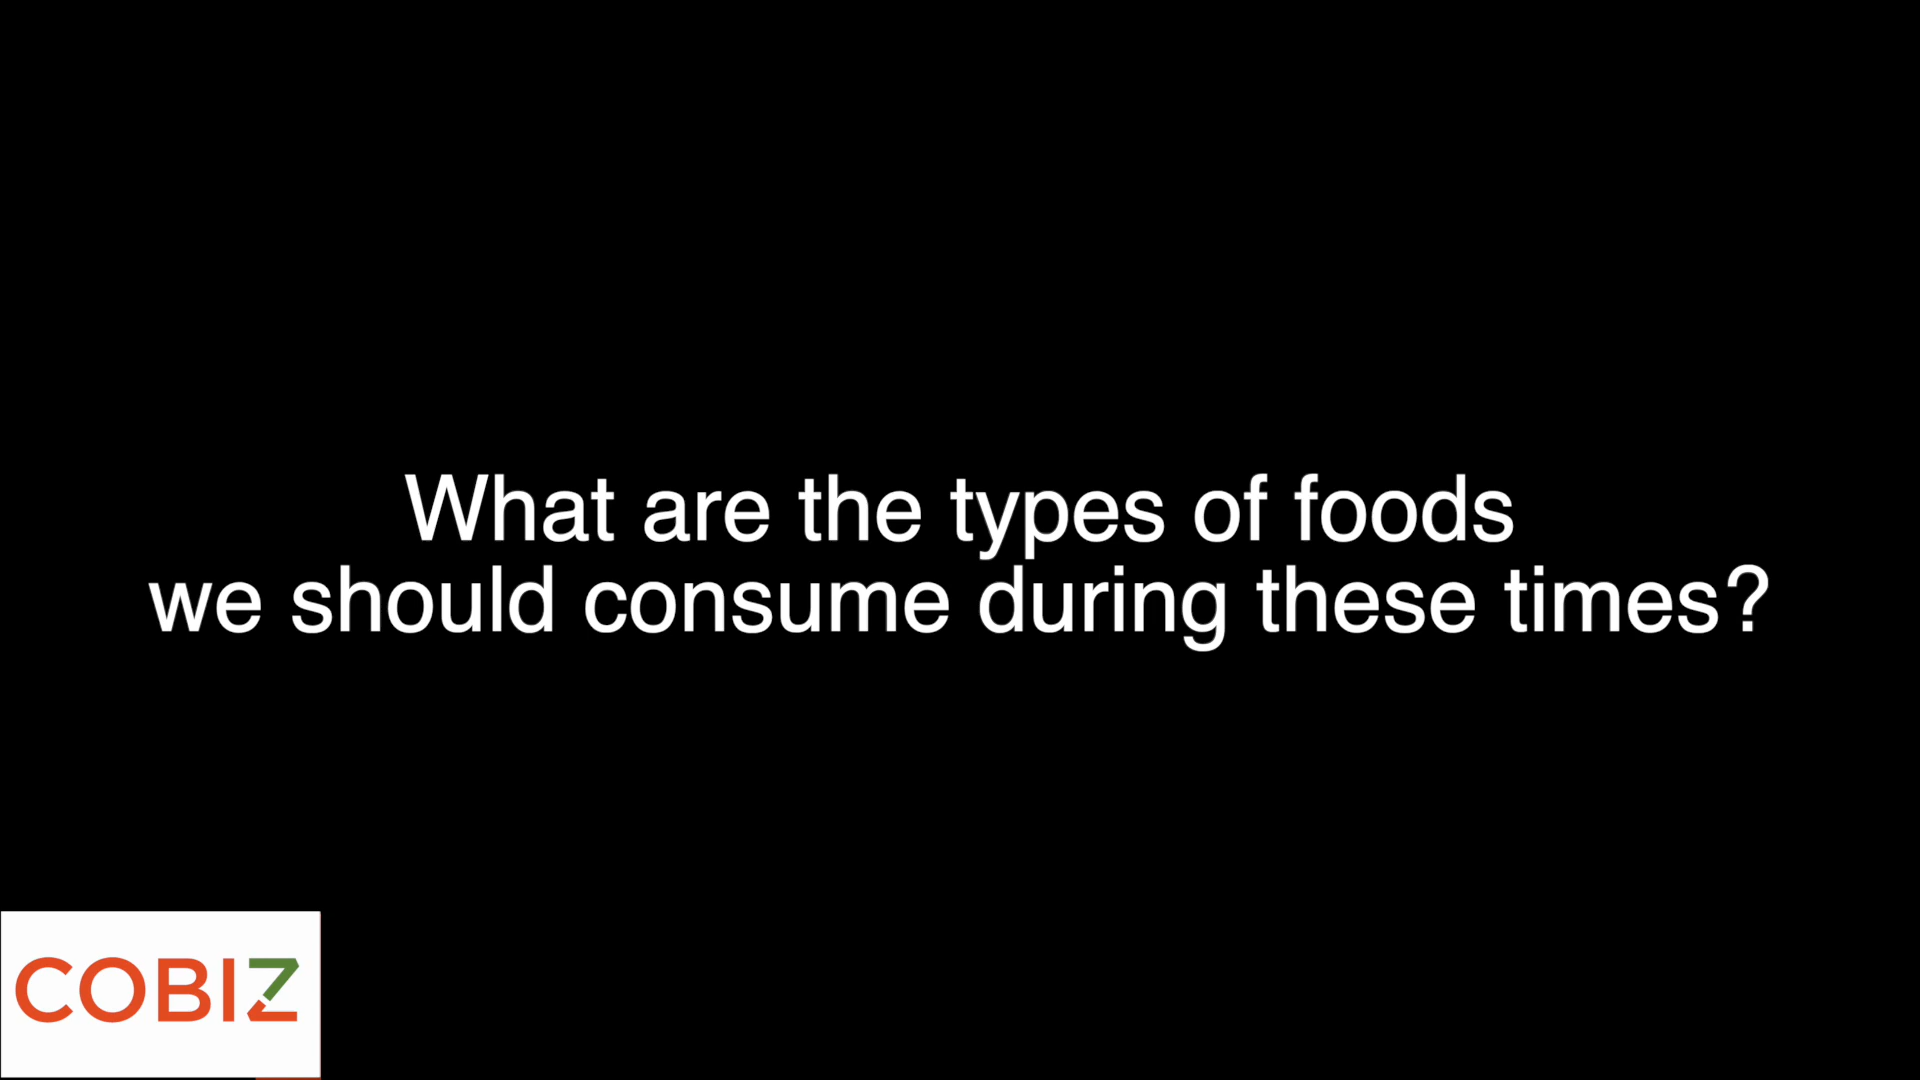 What are the types of foods
we should consume during these times?
COBIZ